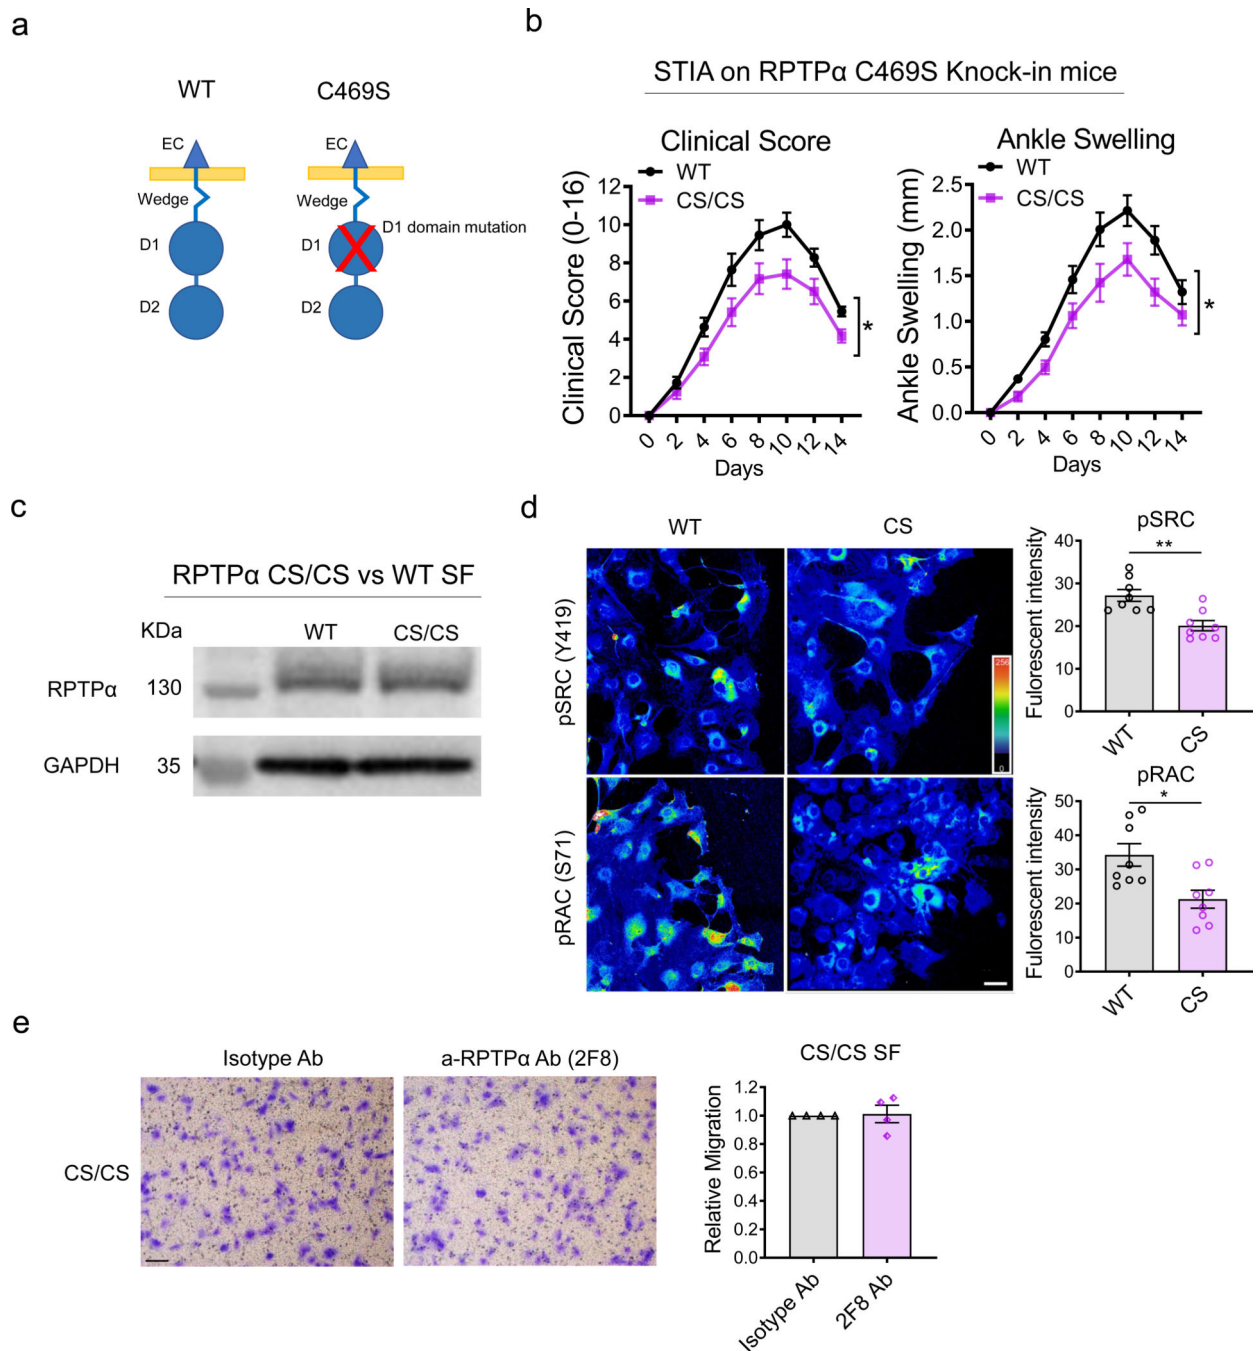 a
WT
C469S
EC
EC
Wedge
Wedge
D1
D1
D1 domain mutation
D2
D2
b
STIA on RPTPα C469S Knock-in mice
Clinical Score
WT
CS/CS
Clinical Score (0-16)
12
10
8
6
4
2
0
*
0 2 4 6 8 10 12 14
Days
Ankle Swelling
WT
CS/CS
Ankle Swelling (mm)
2.5
2.0
1.5
1.0
0.5
0.0
*
0 2 4 6 8 10 12 14
Days
c
RPTPα CS/CS vs WT SF
KDa
WT
CS/CS
RPTPα
130
GAPDH
35
d
WT
CS
pSRC (Y419)
256
0
pRAC (S71)
pSRC
**
Fulorescent intensity
40
30
20
10
0
WT
CS
pRAC
*
Fulorescent intensity
50
40
30
20
10
0
WT
CS
e
Isotype Ab
a-RPTPα Ab (2F8)
CS/CS
CS/CS SF
Relative Migration
1.2
1.0
0.8
0.6
0.4
0.2
0.0
Isotype Ab
2F8 Ab